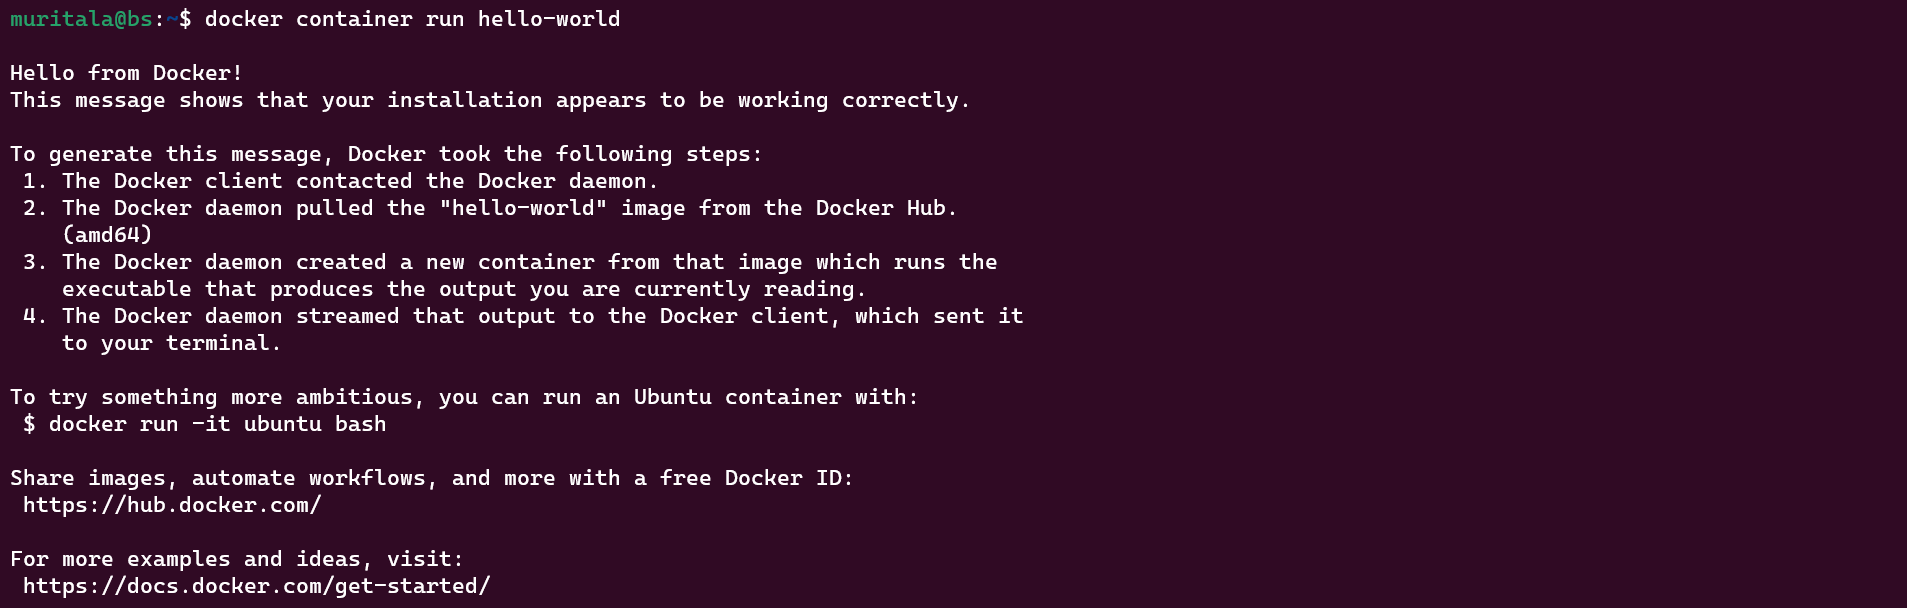 muritala@bs:~$ docker container run hello-world
Hello from Docker!
This message shows that your installation appears to be working correctly.
To generate this message, Docker took the following steps:
1. The Docker client contacted the Docker daemon.
2. The Docker daemon pulled the "hello-world" image from the Docker Hub.
(amd64)
3. The Docker daemon created a new container from that image which runs the
executable that produces the output you are currently reading.
4. The Docker daemon streamed that output to the Docker client, which sent it
to your terminal.
To try something more ambitious, you can run an Ubuntu container with:
$ docker run -it ubuntu bash
Share images, automate workflows, and more with a free Docker ID:
https://hub.docker.com/
For more examples and ideas, visit:
https://docs.docker.com/get-started/